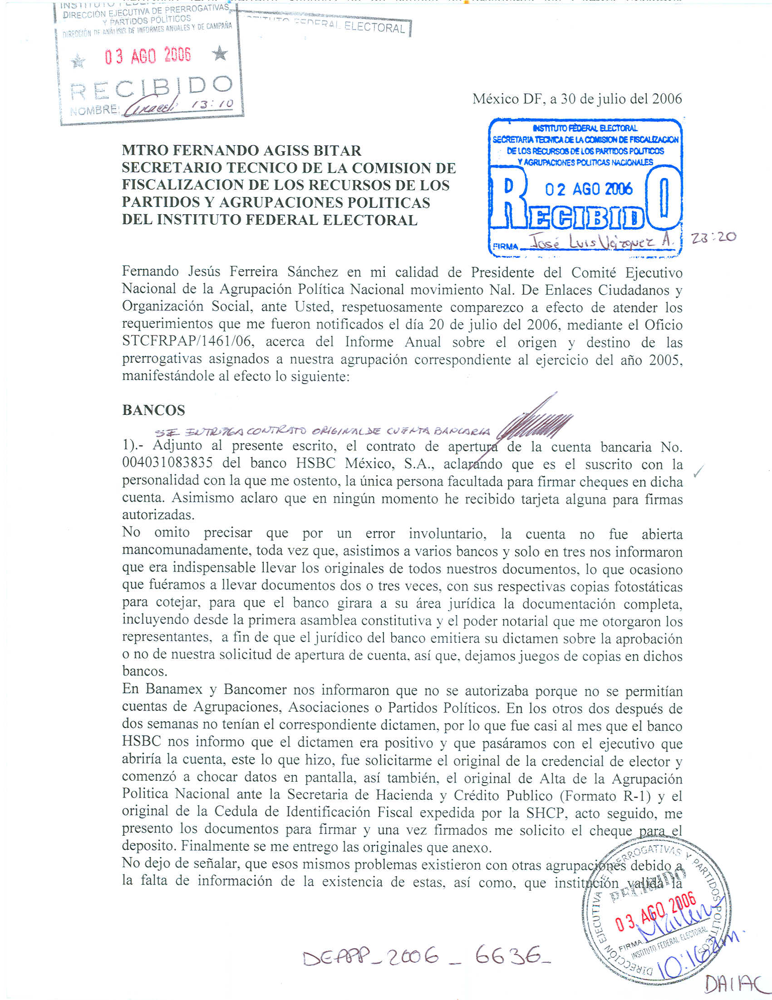 DIRECCIÓN EJECUTIVA DE PRERROGATIVAS
Y PARTIDOS POLÍTICOS
DIRECCIÓN DE ANÁLISIS DE INFORMES ANUALES Y DE CAMPAÑA
03 AGO 2006
RECIBIDO
NOMBRE: Araceli 13:10
FEDERAL ELECTORAL
México DF, a 30 de julio del 2006
INSTITUTO FEDERAL ELECTORAL
SECRETARIA TECNICA DE LA COMISION DE FISCALIZACION
DE LOS RECURSOS DE LOS PARTIDOS POLITICOS
Y AGRUPACIONES POLITICAS NACIONALES
02 AGO 2006
RECIBIDO
FIRMA José Luis Vázquez A. 23:20
MTRO FERNANDO AGISS BITAR
SECRETARIO TECNICO DE LA COMISION DE
FISCALIZACION DE LOS RECURSOS DE LOS
PARTIDOS Y AGRUPACIONES POLITICAS
DEL INSTITUTO FEDERAL ELECTORAL
Fernando Jesús Ferreira Sánchez en mi calidad de Presidente del Comité Ejecutivo
Nacional de la Agrupación Política Nacional movimiento Nal. De Enlaces Ciudadanos y
Organización Social, ante Usted, respetuosamente comparezco a efecto de atender los
requerimientos que me fueron notificados el día 20 de julio del 2006, mediante el Oficio
STCFRPAP/1461/06, acerca del Informe Anual sobre el origen y destino de las
prerrogativas asignados a nuestra agrupación correspondiente al ejercicio del año 2005,
manifestándole al efecto lo siguiente:
BANCOS
SE ENTREGA CONTRATO ORIGINAL DE CUENTA BANCARIA
1).- Adjunto al presente escrito, el contrato de apertura de la cuenta bancaria No.
004031083835 del banco HSBC México, S.A., aclarando que es el suscrito con la
personalidad con la que me ostento, la única persona facultada para firmar cheques en dicha
cuenta. Asimismo aclaro que en ningún momento he recibido tarjeta alguna para firmas
autorizadas.
No omito precisar que por un error involuntario, la cuenta no fue abierta
mancomunadamente, toda vez que, asistimos a varios bancos y solo en tres nos informaron
que era indispensable llevar los originales de todos nuestros documentos, lo que ocasiono
que fuéramos a llevar documentos dos o tres veces, con sus respectivas copias fotostáticas
para cotejar, para que el banco girara a su área jurídica la documentación completa,
incluyendo desde la primera asamblea constitutiva y el poder notarial que me otorgaron los
representantes, a fin de que el jurídico del banco emitiera su dictamen sobre la aprobación
o no de nuestra solicitud de apertura de cuenta, así que, dejamos juegos de copias en dichos
bancos.
En Banamex y Bancomer nos informaron que no se autorizaba porque no se permitían
cuentas de Agrupaciones, Asociaciones o Partidos Políticos. En los otros dos después de
dos semanas no tenían el correspondiente dictamen, por lo que fue casi al mes que el banco
HSBC nos informo que el dictamen era positivo y que pasáramos con el ejecutivo que
abriría la cuenta, este lo que hizo, fue solicitarme el original de la credencial de elector y
comenzó a chocar datos en pantalla, así también, el original de Alta de la Agrupación
Politica Nacional ante la Secretaria de Hacienda y Crédito Publico (Formato R-1) y el
original de la Cedula de Identificación Fiscal expedida por la SHCP, acto seguido, me
presento los documentos para firmar y una vez firmados me solicito el cheque para el
deposito. Finalmente se me entrego las originales que anexo.
No dejo de señalar, que esos mismos problemas existieron con otras agrupaciones debido a
la falta de información de la existencia de estas, así como, que institución valida la
DIRECCIÓN EJECUTIVA DE PRERROGATIVAS Y PARTIDOS POLÍTICOS
RECIBIDO
03 AGO 2006
FIRMA
INSTITUTO FEDERAL ELECTORAL
10:16 am.
DEPPP_2006_6636_
DAIAC